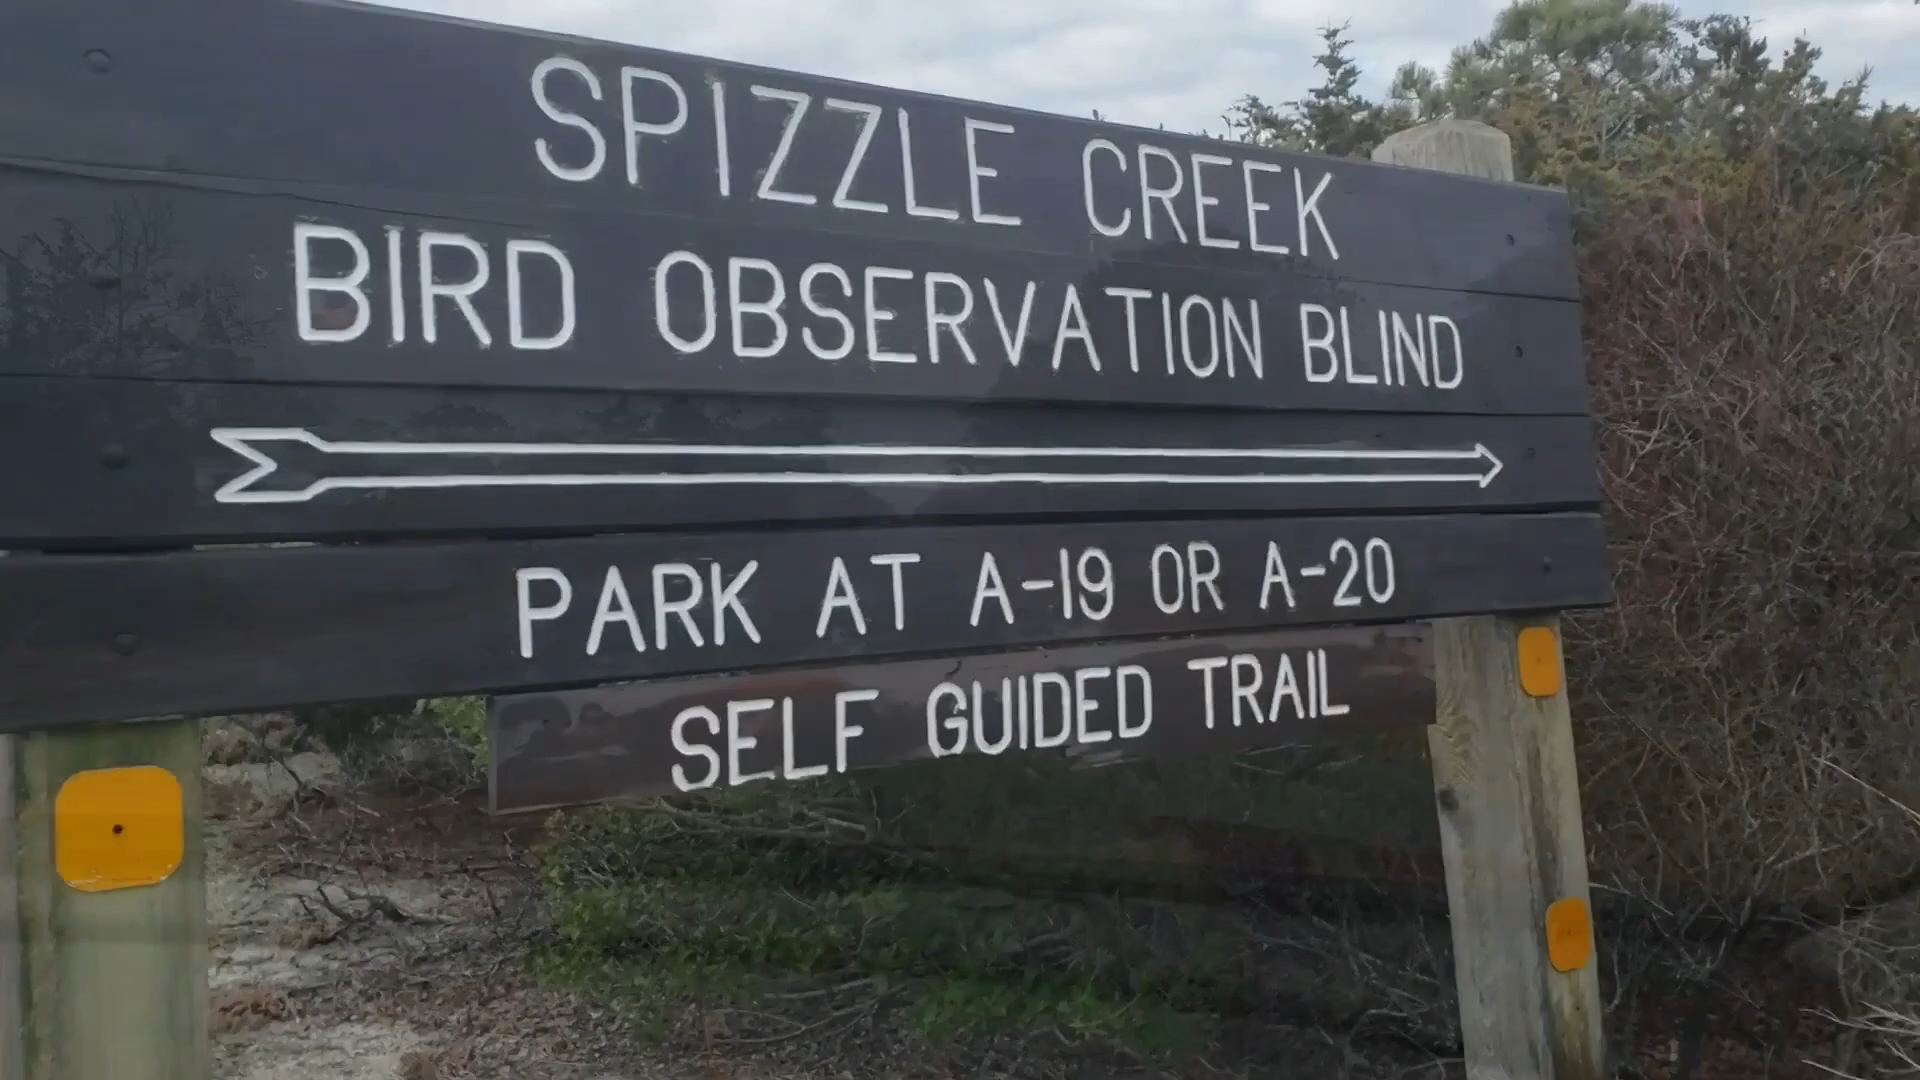 SPIZZLE CREEK
BIRD OBSERVATION BLIND
PARK AT A-19 OR A-20
SELF GUIDED TRAIL